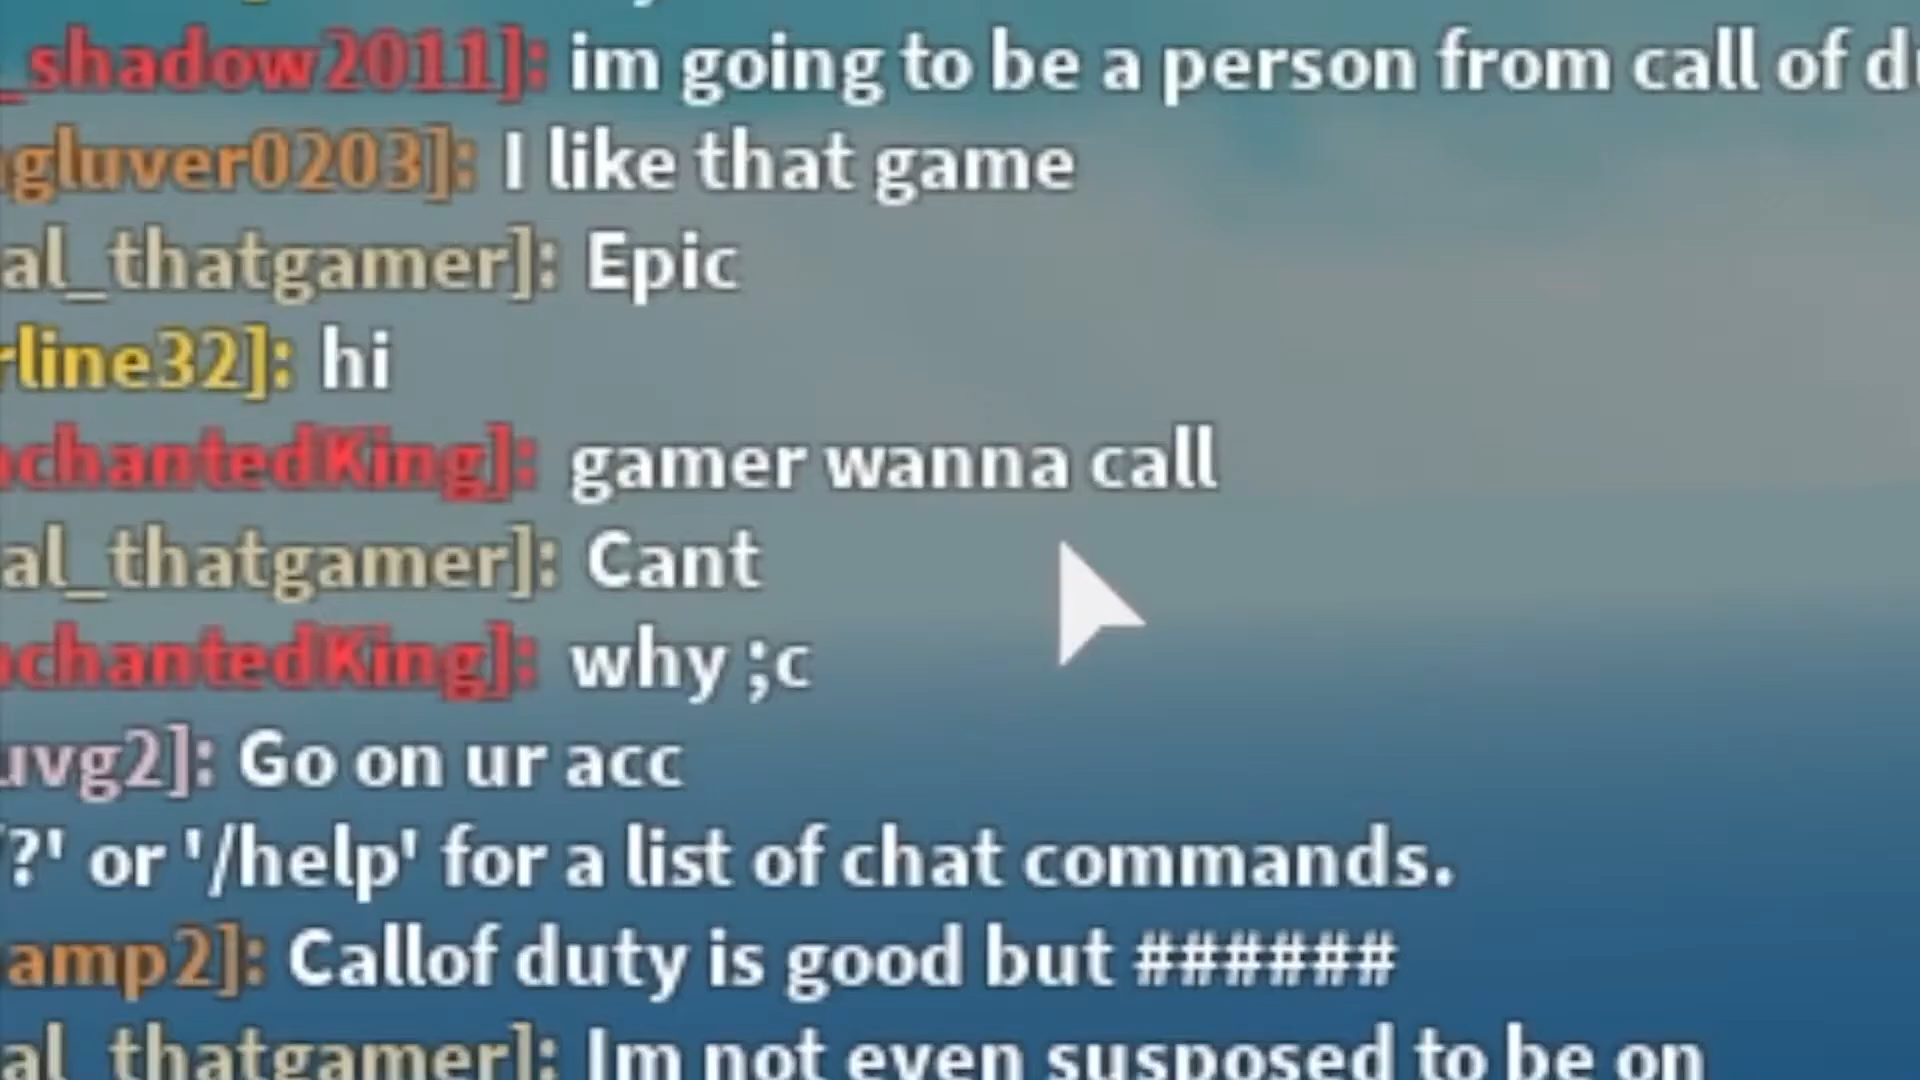 _shadow2011]: im going to be a person from call of du
gluver0203]: I like that game
al_thatgamer]: Epic
rline32]: hi
chantedKing]: gamer wanna call
al_thatgamer]: Cant
chantedKing]: why ;c
uvg2]: Go on ur acc
?' or '/help' for a list of chat commands.
amp2]: Callof duty is good but ######
al_thatgamer]: Im not even susposed to be on